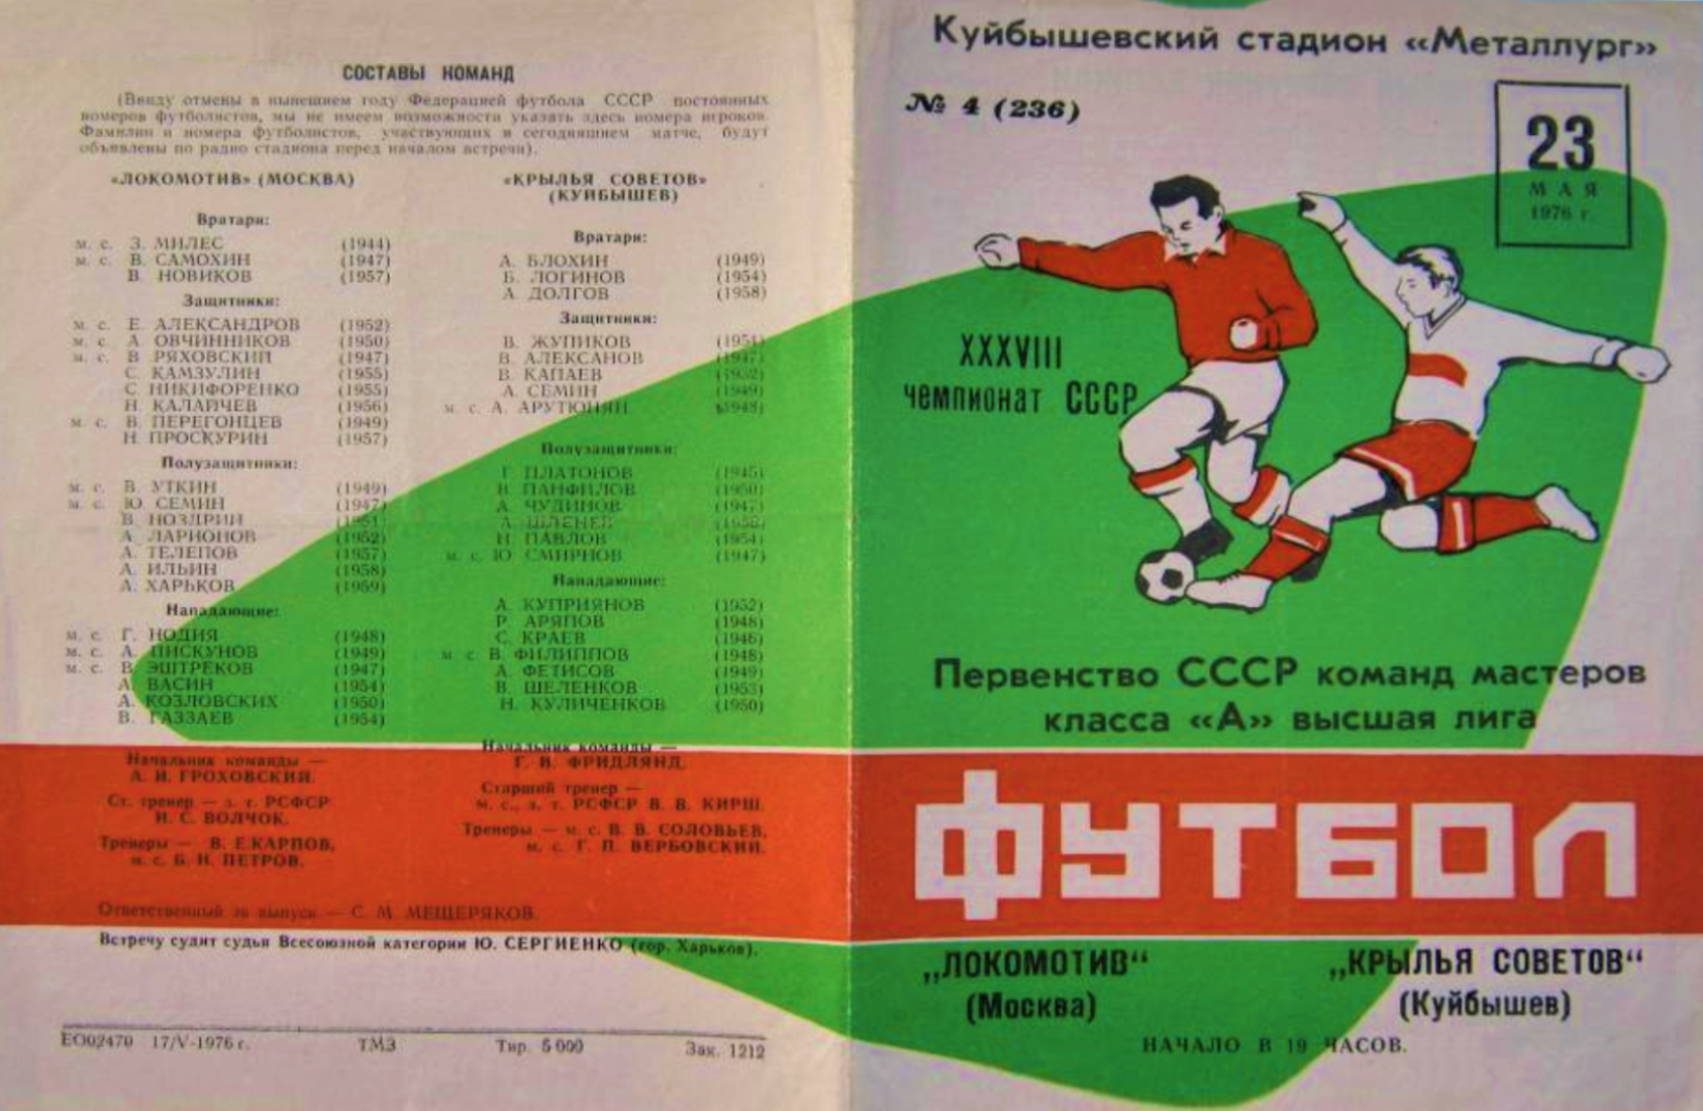 СОСТАВЫ КОМАНД
(Ввиду отмены в нынешнем году Федерацией футбола СССР постоянных
номеров футболистов, мы не имеем возможности указать здесь номера игроков.
Фамилии и номера футболистов, участвующих в сегодняшнем матче, будут
объявлены по радио стадиона перед началом встречи).
«ЛОКОМОТИВ» (МОСКВА)
Вратари:
м. с. З. МИЛЕС (1944)
м. с. В. САМОХИН (1947)
В. НОВИКОВ (1957)
Защитники:
м. с. Е. АЛЕКСАНДРОВ (1952)
м. с. А. ОВЧИННИКОВ (1950)
м. с. В. РЯХОВСКИЙ (1947)
С. КАМЗУЛИН (1955)
С. НИКИФОРЕНКО (1955)
Н. КАЛАЙЧЕВ (1956)
м. с. В. ПЕРЕГОНЦЕВ (1949)
Н. ПРОСКУРИН (1957)
Полузащитники:
м. с. В. УТКИН (1949)
м. с. Ю. СЕМИН (1947)
В. НОЗДРИН (1951)
А. ЛАРИОНОВ (1952)
А. ТЕЛЕПОВ (1957)
А. ИЛЬИН (1958)
А. ХАРЬКОВ (1959)
Нападающие:
м. с. Г. НОДИЯ (1948)
м. с. А. ПИСКУНОВ (1949)
м. с. В. ЭШТРЕКОВ (1947)
А. ВАСИН (1954)
А. КОЗЛОВСКИХ (1950)
В. ГАЗЗАЕВ (1954)
Начальник команды —
А. И. ГРОХОВСКИЙ.
Ст. тренер — з. т. РСФСР
И. С. ВОЛЧОК.
Тренеры — В. Е.КАРПОВ,
м. с. Б. Н. ПЕТРОВ.
«КРЫЛЬЯ СОВЕТОВ»
(КУЙБЫШЕВ)
Вратари:
А. БЛОХИН (1949)
Б. ЛОГИНОВ (1954)
А. ДОЛГОВ (1958)
Защитники:
В. ЖУПИКОВ (1954)
В. АЛЕКСАНОВ (1947)
В. КАПАЕВ (1952)
А. СЕМИН (1949)
м. с. А. АРУТЮНЯН (1948)
Полузащитники:
Г. ПЛАТОНОВ (1945)
В. ПАНФИЛОВ (1950)
А. ЧУДИНОВ (1947)
А. ШЛЕНЕВ
Н. ПАВЛОВ (1954)
м. с. Ю. СМИРНОВ (1947)
Нападающие:
А. КУПРИЯНОВ (1952)
Р. АРЯПОВ (1948)
С. КРАЕВ (1946)
м. с. В. ФИЛИППОВ (1948)
А. ФЕТИСОВ (1949)
В. ШЕЛЕНКОВ (1953)
Н. КУЛИЧЕНКОВ (1950)
Начальник команды —
Г. И. ФРИДЛЯНД.
Старший тренер —
м. с., з. т. РСФСР В. В. КИРШ.
Тренеры — м. с. В. В. СОЛОВЬЕВ,
м. с. Г. П. ВЕРБОВСКИЙ.
Ответственный за выпуск — С. М. МЕЩЕРЯКОВ.
Встречу судит судья Всесоюзной категории Ю. СЕРГИЕНКО (гор. Харьков).
ЕО02470 17/V-1976 г. ТМЗ Тир. 5 000 Зак. 1212
Куйбышевский стадион «Металлург»
№ 4 (236)
23
МАЯ
1976 г.
XXXVIII
чемпионат СССР
Первенство СССР команд мастеров
класса «А» высшая лига
ФУТБОЛ
„ЛОКОМОТИВ“ „КРЫЛЬЯ СОВЕТОВ“
(Москва) (Куйбышев)
НАЧАЛО В 19 ЧАСОВ.